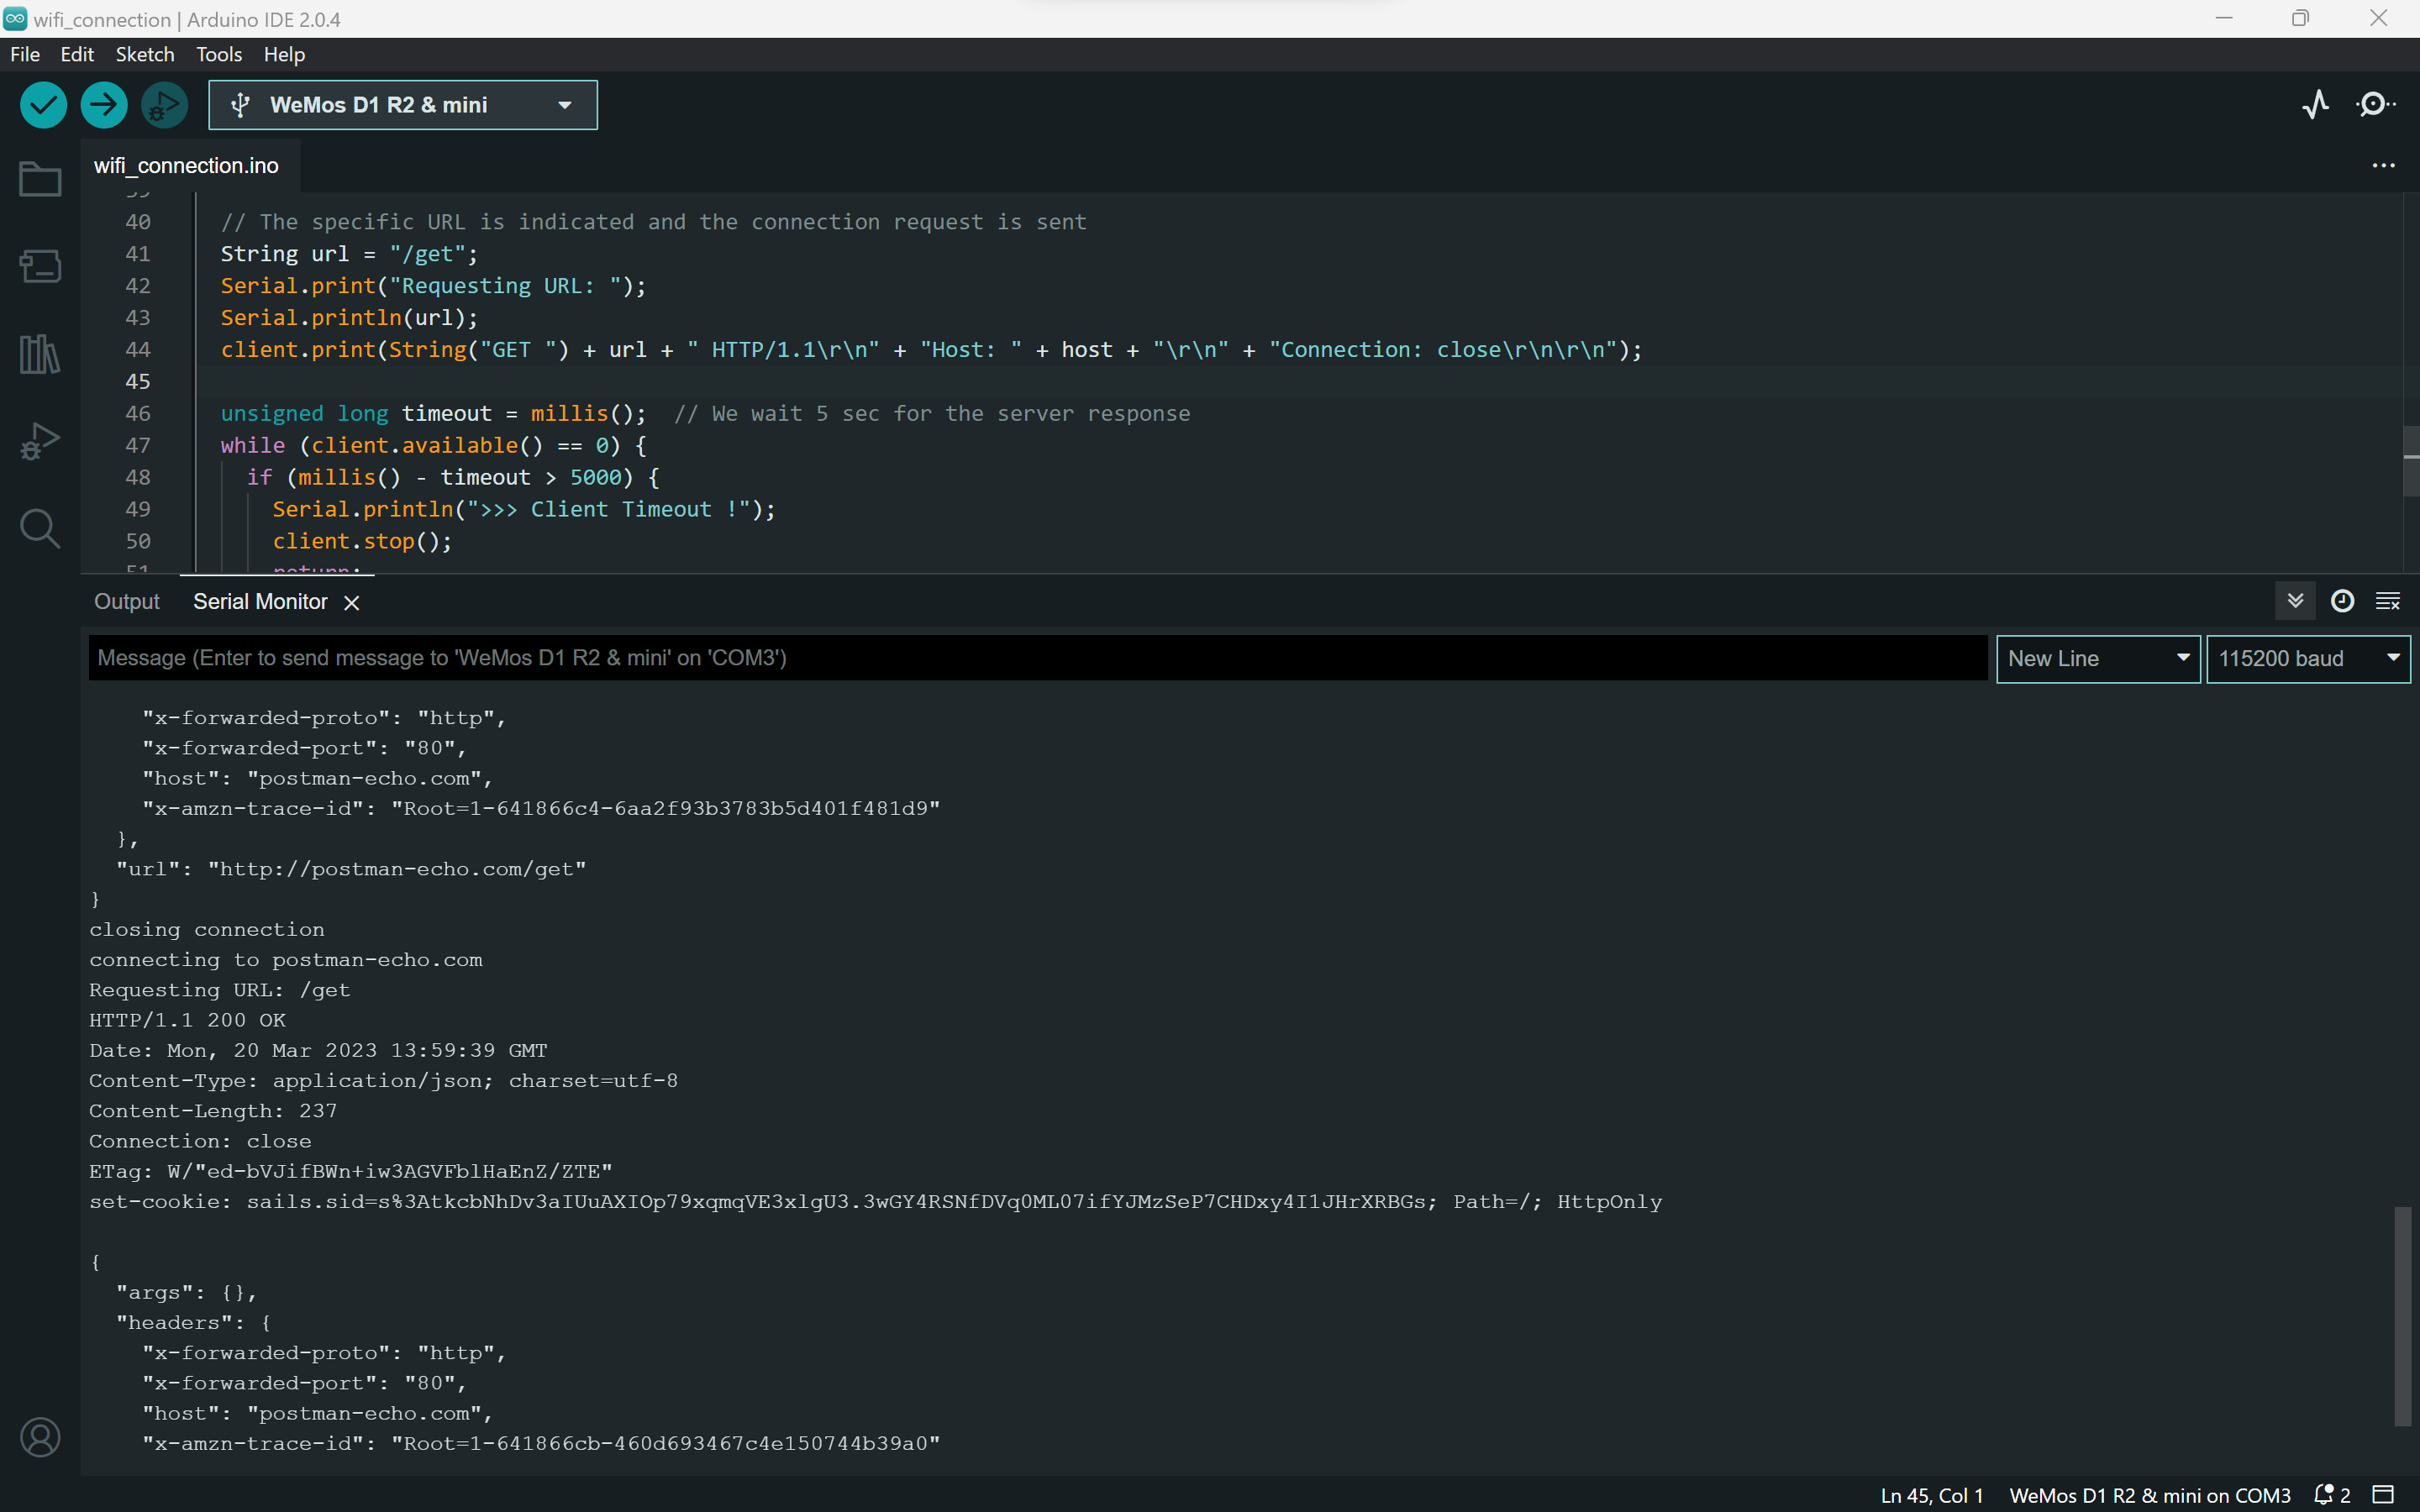 wifi_connection | Arduino IDE 2.0.4
File Edit Sketch Tools Help
WeMos D1 R2 & mini
wifi_connection.ino
40 // The specific URL is indicated and the connection request is sent
41 String url = "/get";
42 Serial.print("Requesting URL: ");
43 Serial.println(url);
44 client.print(String("GET ") + url + " HTTP/1.1\r\n" + "Host: " + host + "\r\n" + "Connection: close\r\n\r\n");
45
46 unsigned long timeout = millis(); // We wait 5 sec for the server response
47 while (client.available() == 0) {
48 if (millis() - timeout > 5000) {
49 Serial.println(">>> Client Timeout !");
50 client.stop();
51 return;
Output Serial Monitor
Message (Enter to send message to 'WeMos D1 R2 & mini' on 'COM3') New Line 115200 baud
"x-forwarded-proto": "http",
"x-forwarded-port": "80",
"host": "postman-echo.com",
"x-amzn-trace-id": "Root=1-641866c4-6aa2f93b3783b5d401f481d9"
},
"url": "http://postman-echo.com/get"
}
closing connection
connecting to postman-echo.com
Requesting URL: /get
HTTP/1.1 200 OK
Date: Mon, 20 Mar 2023 13:59:39 GMT
Content-Type: application/json; charset=utf-8
Content-Length: 237
Connection: close
ETag: W/"ed-bVJifBWn+iw3AGVFblHaEnZ/ZTE"
set-cookie: sails.sid=s%3AtkcbNhDv3aIUuAXIOp79xqmqVE3xlgU3.3wGY4RSNfDVq0ML07ifYJMzSeP7CHDxy4I1JHrXRBGs; Path=/; HttpOnly
{
"args": {},
"headers": {
"x-forwarded-proto": "http",
"x-forwarded-port": "80",
"host": "postman-echo.com",
"x-amzn-trace-id": "Root=1-641866cb-460d693467c4e150744b39a0"
Ln 45, Col 1 WeMos D1 R2 & mini on COM3 2